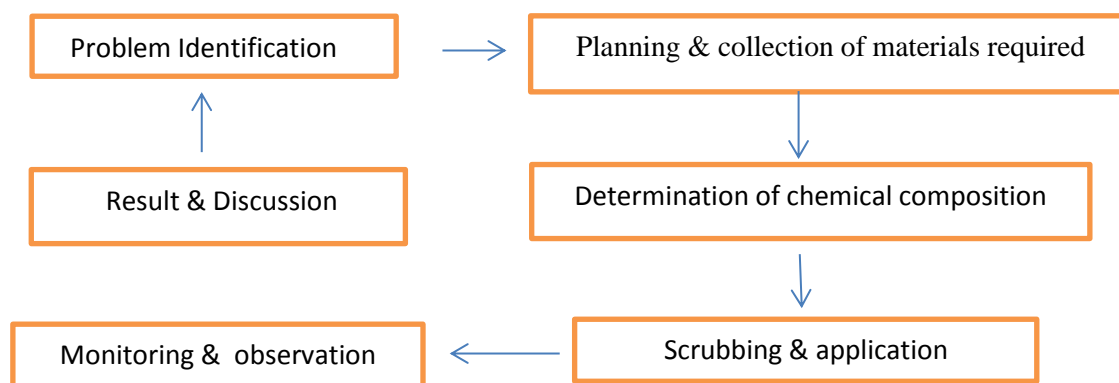 Problem Identification
Planning & collection of materials required
Result & Discussion
Determination of chemical composition
Monitoring & observation
Scrubbing & application